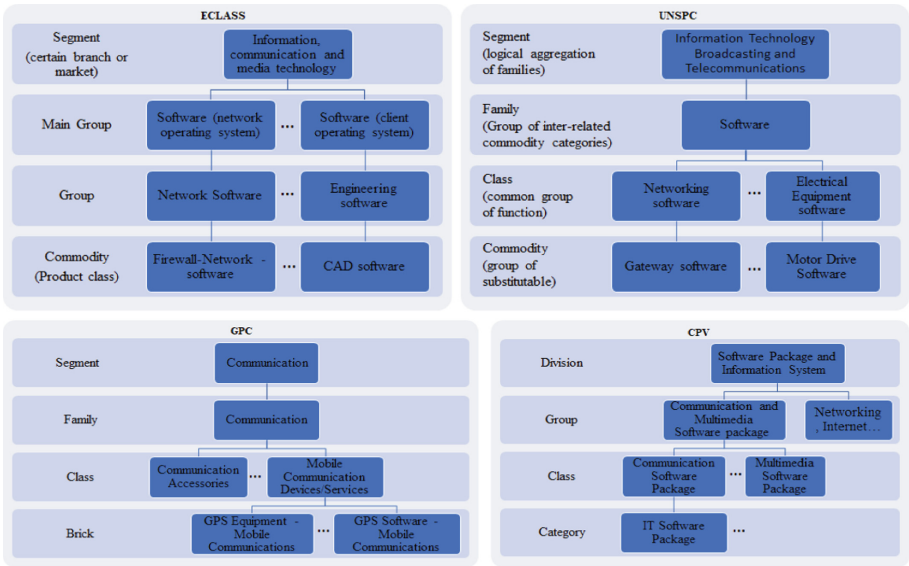 ECLASS
Segment
(certain branch or
market)
Information,
communication and
media technology
Main Group
Software (network
operating system)
...
Software (client
operating system)
Group
Network Software
...
Engineering
software
Commodity
(Product class)
Firewall-Network -
software
...
CAD software
UNSPC
Segment
(logical aggregation
of families)
Information Technology
Broadcasting and
Telecommunications
Family
(Group of inter-related
commodity categories)
Software
Class
(common group
of function)
Networking
software
...
Electrical
Equipment
software
Commodity
(group of
substitutable)
Gateway software
...
Motor Drive
Software
GPC
Segment
Communication
Family
Communication
Class
Communication
Accessories
...
Mobile
Communication
Devices/Services
Brick
GPS Equipment -
Mobile
Communications
...
GPS Software -
Mobile
Communications
CPV
Division
Software Package and
Information System
Group
Communication and
Multimedia
Software package
Networking
, Internet...
Class
Communication
Software
Package
...
Multimedia
Software
Package
Category
IT Software
Package
...